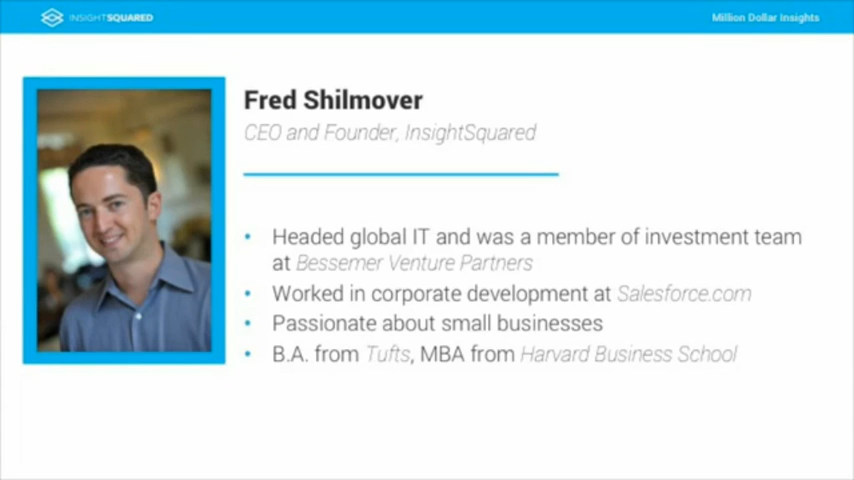 INSIGHTSQUARED
Million Dollar Insights
Fred Shilmover
CEO and Founder, InsightSquared
• Headed global IT and was a member of investment team
at Bessemer Venture Partners
• Worked in corporate development at Salesforce.com
• Passionate about small businesses
• B.A. from Tufts, MBA from Harvard Business School